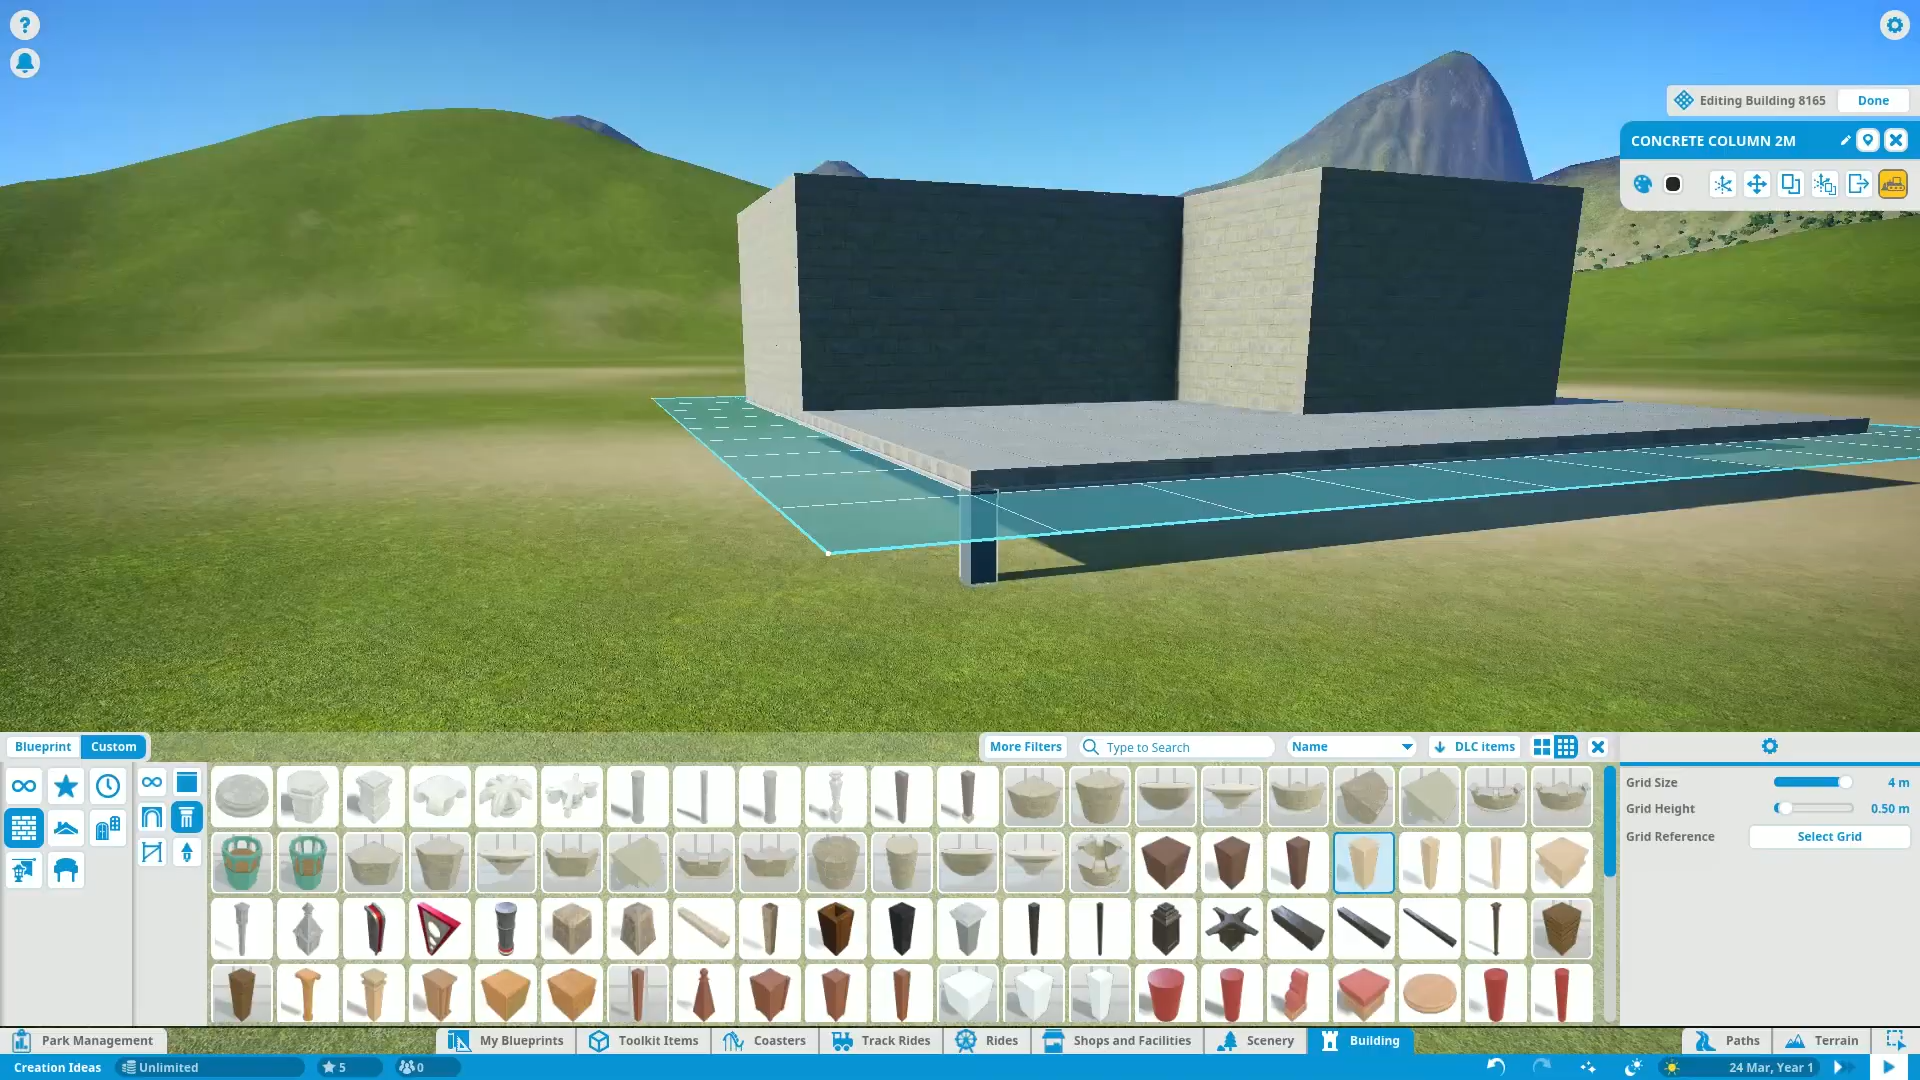 ?
Editing Building 8165
Done
CONCRETE COLUMN 2M
Blueprint
Custom
More Filters
Type to Search
Name
DLC items
Grid Size
4 m
Grid Height
0.50 m
Grid Reference
Select Grid
Park Management
My Blueprints
Toolkit Items
Coasters
Track Rides
Rides
Shops and Facilities
Scenery
Building
Paths
Terrain
Creation Ideas
Unlimited
5
0
24 Mar, Year 1